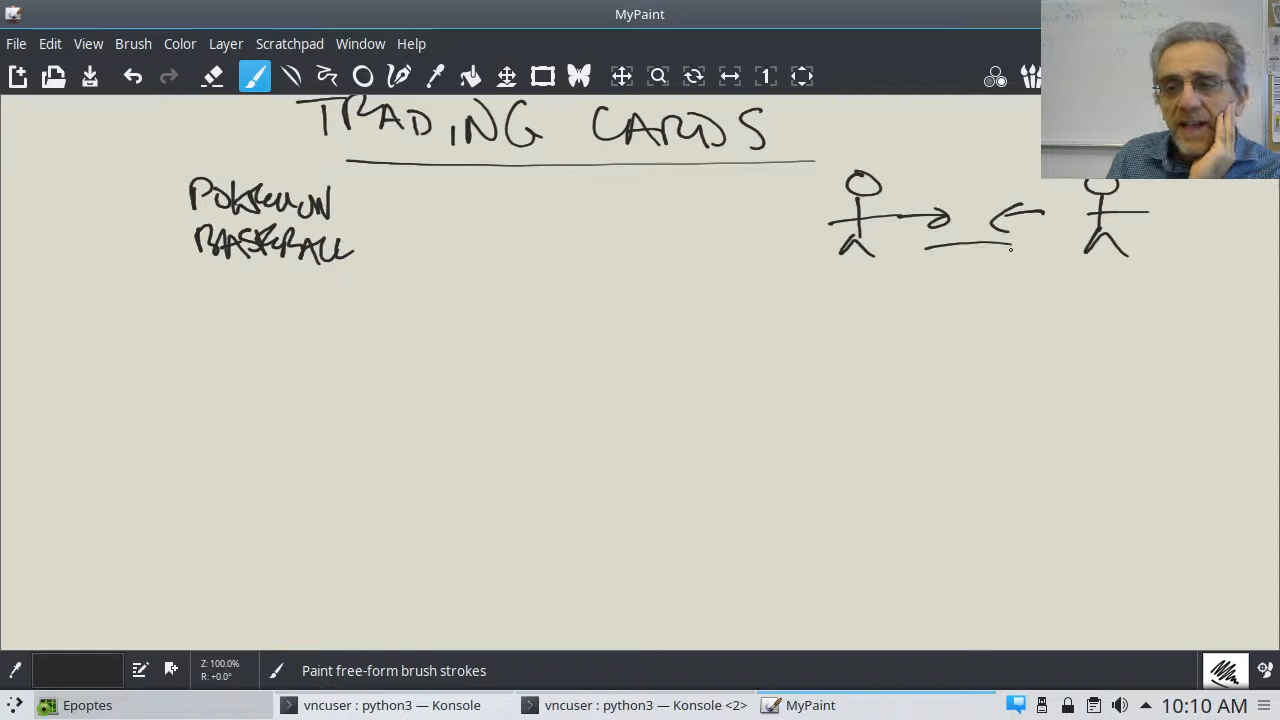 MyPaint
File Edit View Brush Color Layer Scratchpad Window Help
TRADING CARDS
POKEMON
BASEBALL
Z: 100.0%
R: +0.0°
Paint free-form brush strokes
Epoptes
vncuser : python3 — Konsole
vncuser : python3 — Konsole <2>
MyPaint
10:10 AM